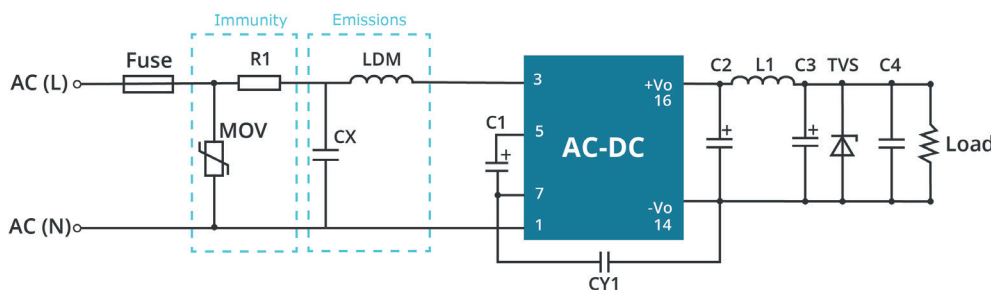 Immunity
Emissions
Fuse
R1
LDM
C2
L1
C3
TVS
C4
AC (L)
3
+Vo
16
MOV
CX
C1
5
AC-DC
Load
7
-Vo
14
AC (N)
1
CY1